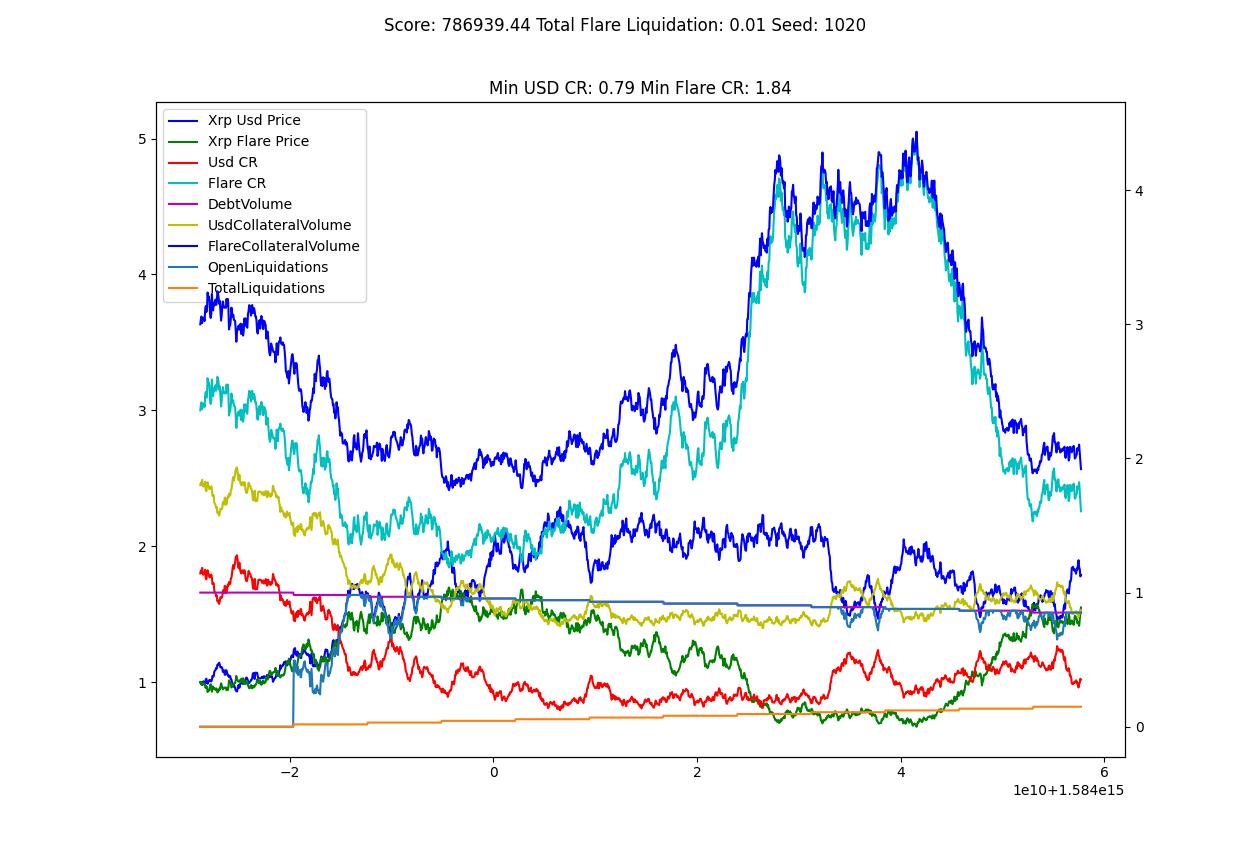 Score: 786939.44 Total Flare Liquidation: 0.01 Seed: 1020
Min USD CR: 0.79 Min Flare CR: 1.84
Xrp Usd Price
Xrp Flare Price
Usd CR
Flare CR
DebtVolume
UsdCollateralVolume
FlareCollateralVolume
OpenLiquidations
TotalLiquidations
5
4
3
2
1
4
3
2
1
0
−2
0
2
4
6
1e10+1.584e15